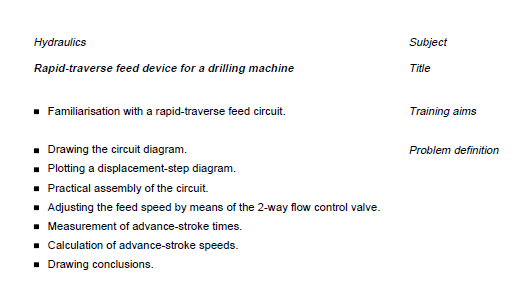 Hydraulics Subject
Rapid-traverse feed device for a drilling machine Title
■ Familiarisation with a rapid-traverse feed circuit. Training aims
■ Drawing the circuit diagram. Problem definition
■ Plotting a displacement-step diagram.
■ Practical assembly of the circuit.
■ Adjusting the feed speed by means of the 2-way flow control valve.
■ Measurement of advance-stroke times.
■ Calculation of advance-stroke speeds.
■ Drawing conclusions.